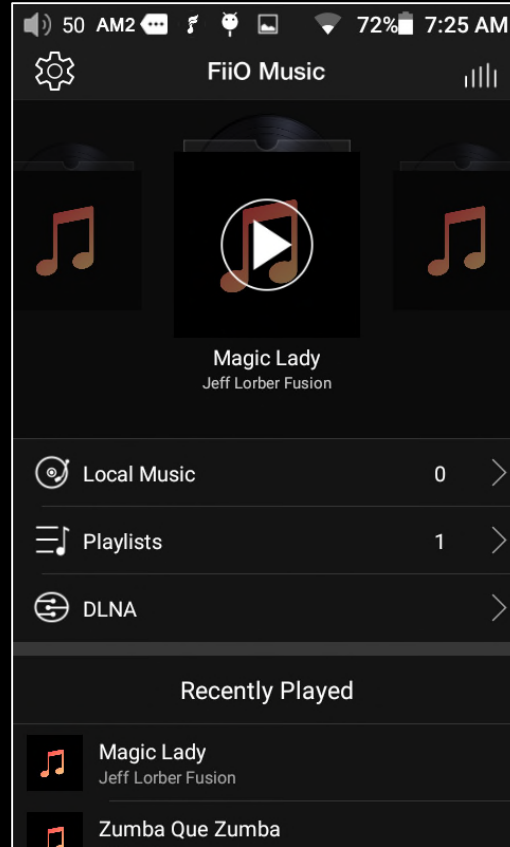 50 AM2 72% 7:25 AM
FiiO Music
Magic Lady
Jeff Lorber Fusion
Local Music 0
Playlists 1
DLNA
Recently Played
Magic Lady
Jeff Lorber Fusion
Zumba Que Zumba